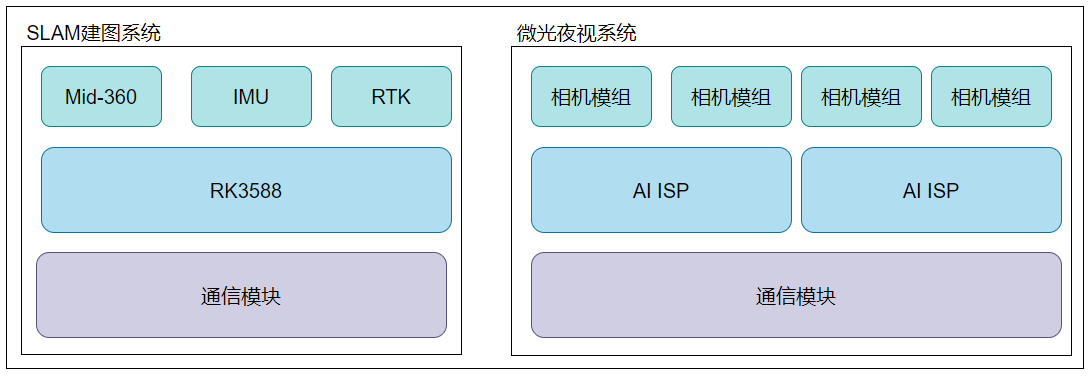 SLAM建图系统
Mid-360
IMU
RTK
RK3588
通信模块
微光夜视系统
相机模组
相机模组
相机模组
相机模组
AI ISP
AI ISP
通信模块